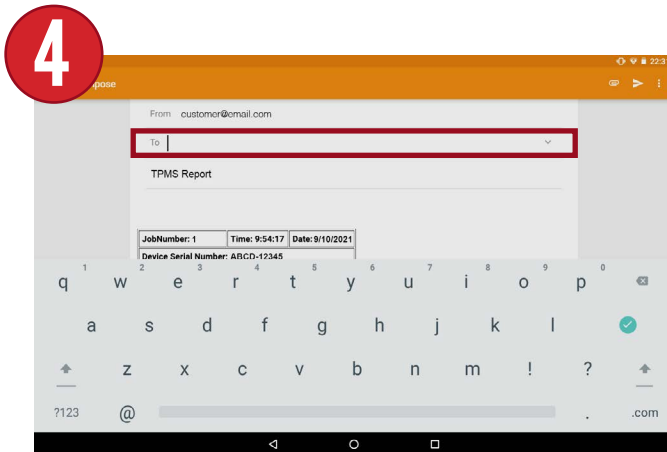 4
pose
22:3
From customer@email.com
To
TPMS Report
JobNumber: 1 Time: 9:54:17 Date: 9/10/2021
Device Serial Number: ABCD-12345
1 2 3 4 5 6 7 8 9 0
q w e r t y u i o p
a s d f g h j k l
z x c v b n m ! ?
?123 @ . .com